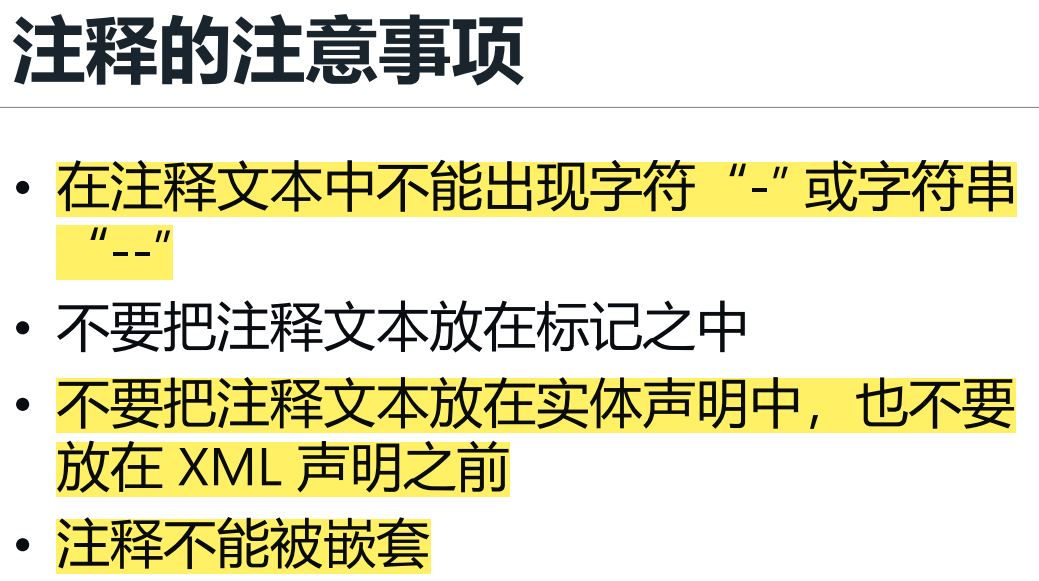 注释的注意事项
• 在注释文本中不能出现字符“-”或字符串
“--”
• 不要把注释文本放在标记之中
• 不要把注释文本放在实体声明中，也不要
放在 XML 声明之前
• 注释不能被嵌套